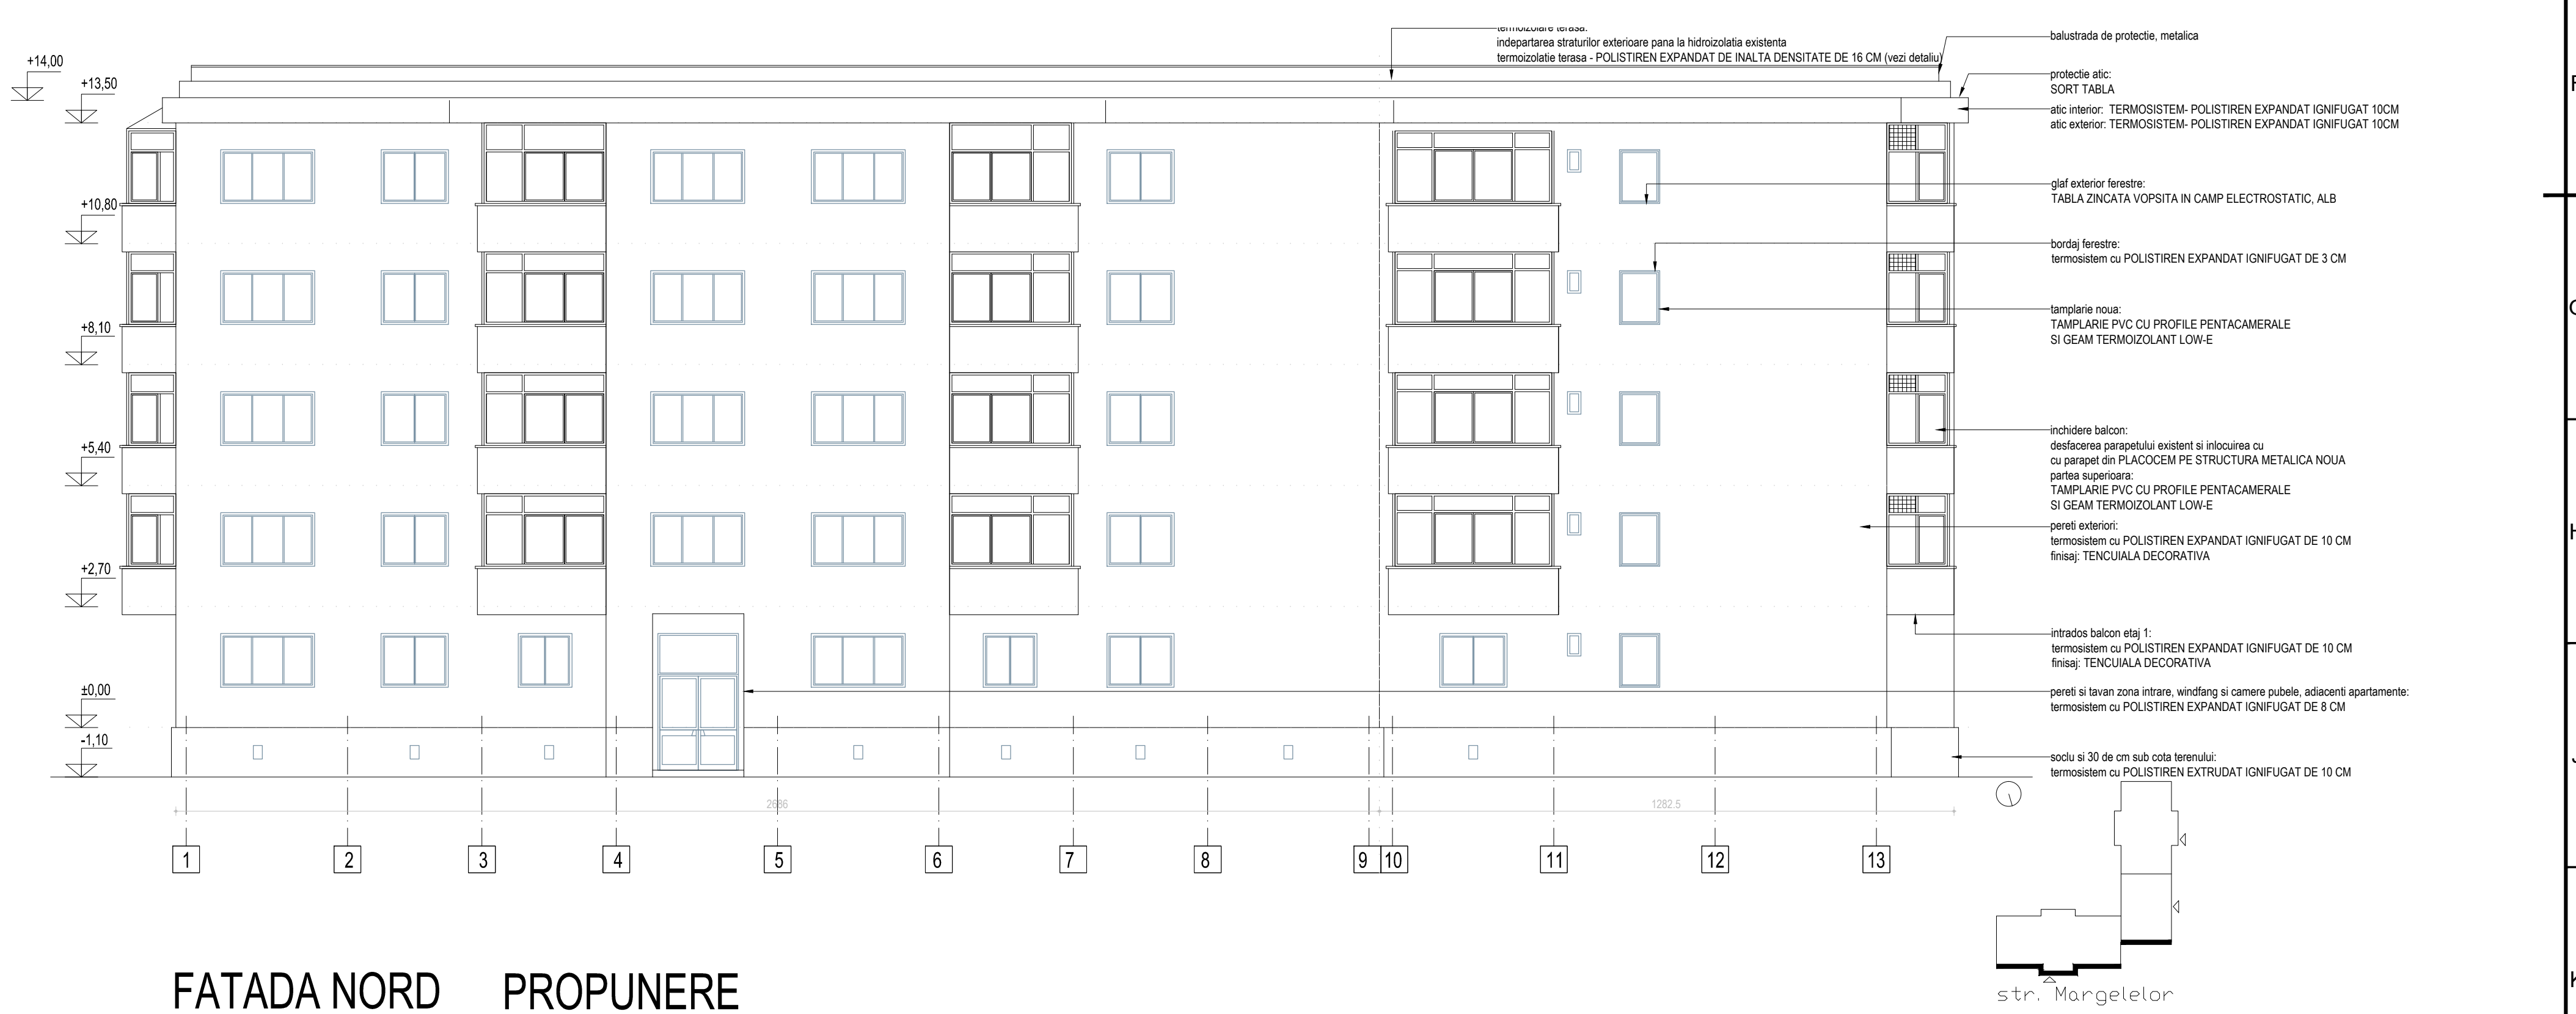 termoizolare terasa:
indepartarea straturilor exterioare pana la hidroizolatia existenta
termoizolatie terasa - POLISTIREN EXPANDAT DE INALTA DENSITATE DE 16 CM (vezi detaliu)
balustrada de protectie, metalica
protectie atic:
SORT TABLA
atic interior: TERMOSISTEM- POLISTIREN EXPANDAT IGNIFUGAT 10CM
atic exterior: TERMOSISTEM- POLISTIREN EXPANDAT IGNIFUGAT 10CM
glaf exterior ferestre:
TABLA ZINCATA VOPSITA IN CAMP ELECTROSTATIC, ALB
bordaj ferestre:
termosistem cu POLISTIREN EXPANDAT IGNIFUGAT DE 3 CM
tamplarie noua:
TAMPLARIE PVC CU PROFILE PENTACAMERALE
SI GEAM TERMOIZOLANT LOW-E
inchidere balcon:
desfacerea parapetului existent si inlocuirea cu
cu parapet din PLACOCEM PE STRUCTURA METALICA NOUA
partea superioara:
TAMPLARIE PVC CU PROFILE PENTACAMERALE
SI GEAM TERMOIZOLANT LOW-E
pereti exteriori:
termosistem cu POLISTIREN EXPANDAT IGNIFUGAT DE 10 CM
finisaj: TENCUIALA DECORATIVA
intrados balcon etaj 1:
termosistem cu POLISTIREN EXPANDAT IGNIFUGAT DE 10 CM
finisaj: TENCUIALA DECORATIVA
pereti si tavan zona intrare, windfang si camere pubele, adiacenti apartamente:
termosistem cu POLISTIREN EXPANDAT IGNIFUGAT DE 8 CM
soclu si 30 de cm sub cota terenului:
termosistem cu POLISTIREN EXTRUDAT IGNIFUGAT DE 10 CM
+14,00
+13,50
+10,80
+8,10
+5,40
+2,70
±0,00
-1,10
2686
1282.5
1 2 3 4 5 6 7 8 9 10 11 12 13
str. Margelelor
FATADA NORD PROPUNERE